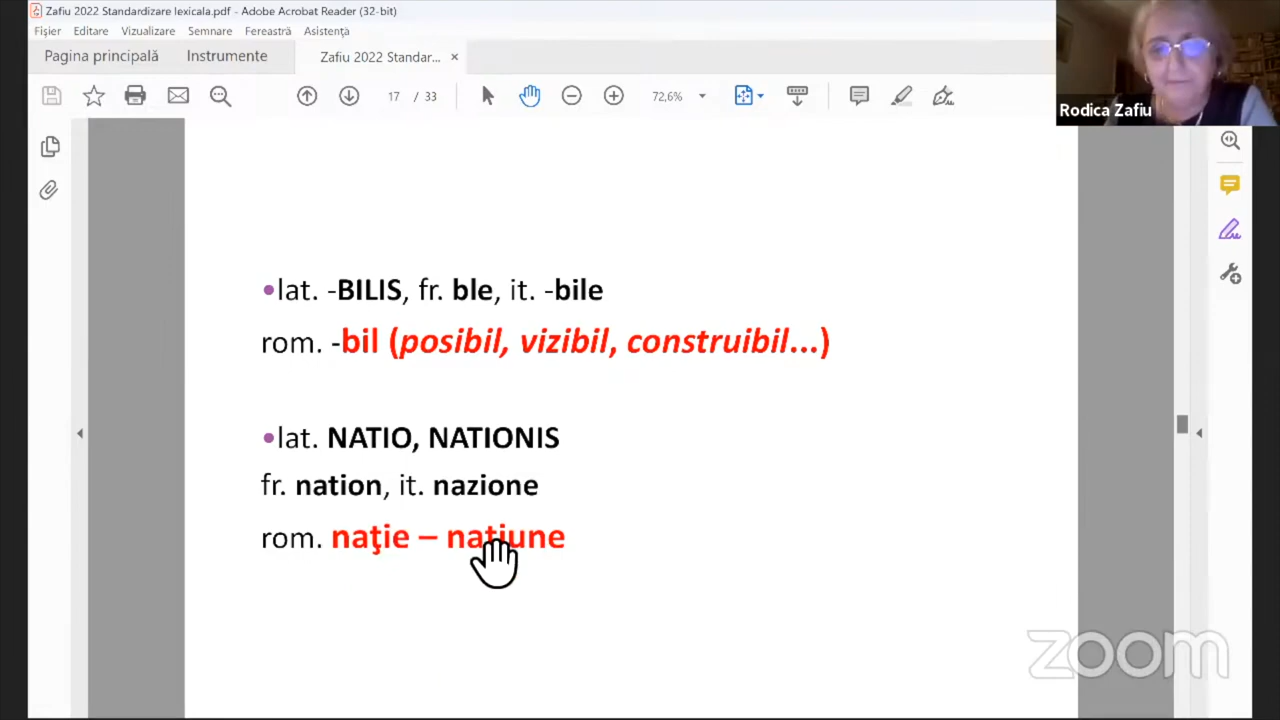 Zafiu 2022 Standardizare lexicala.pdf - Adobe Acrobat Reader (32-bit)
Fișier Editare Vizualizare Semnare Fereastră Asistență
Pagina principală Instrumente Zafiu 2022 Standar... ×
17 / 33 72,6%
Rodica Zafiu
•lat. -BILIS, fr. ble, it. -bile
rom. -bil (posibil, vizibil, construibil...)
•lat. NATIO, NATIONIS
fr. nation, it. nazione
rom. naţie – naţiune
zoom